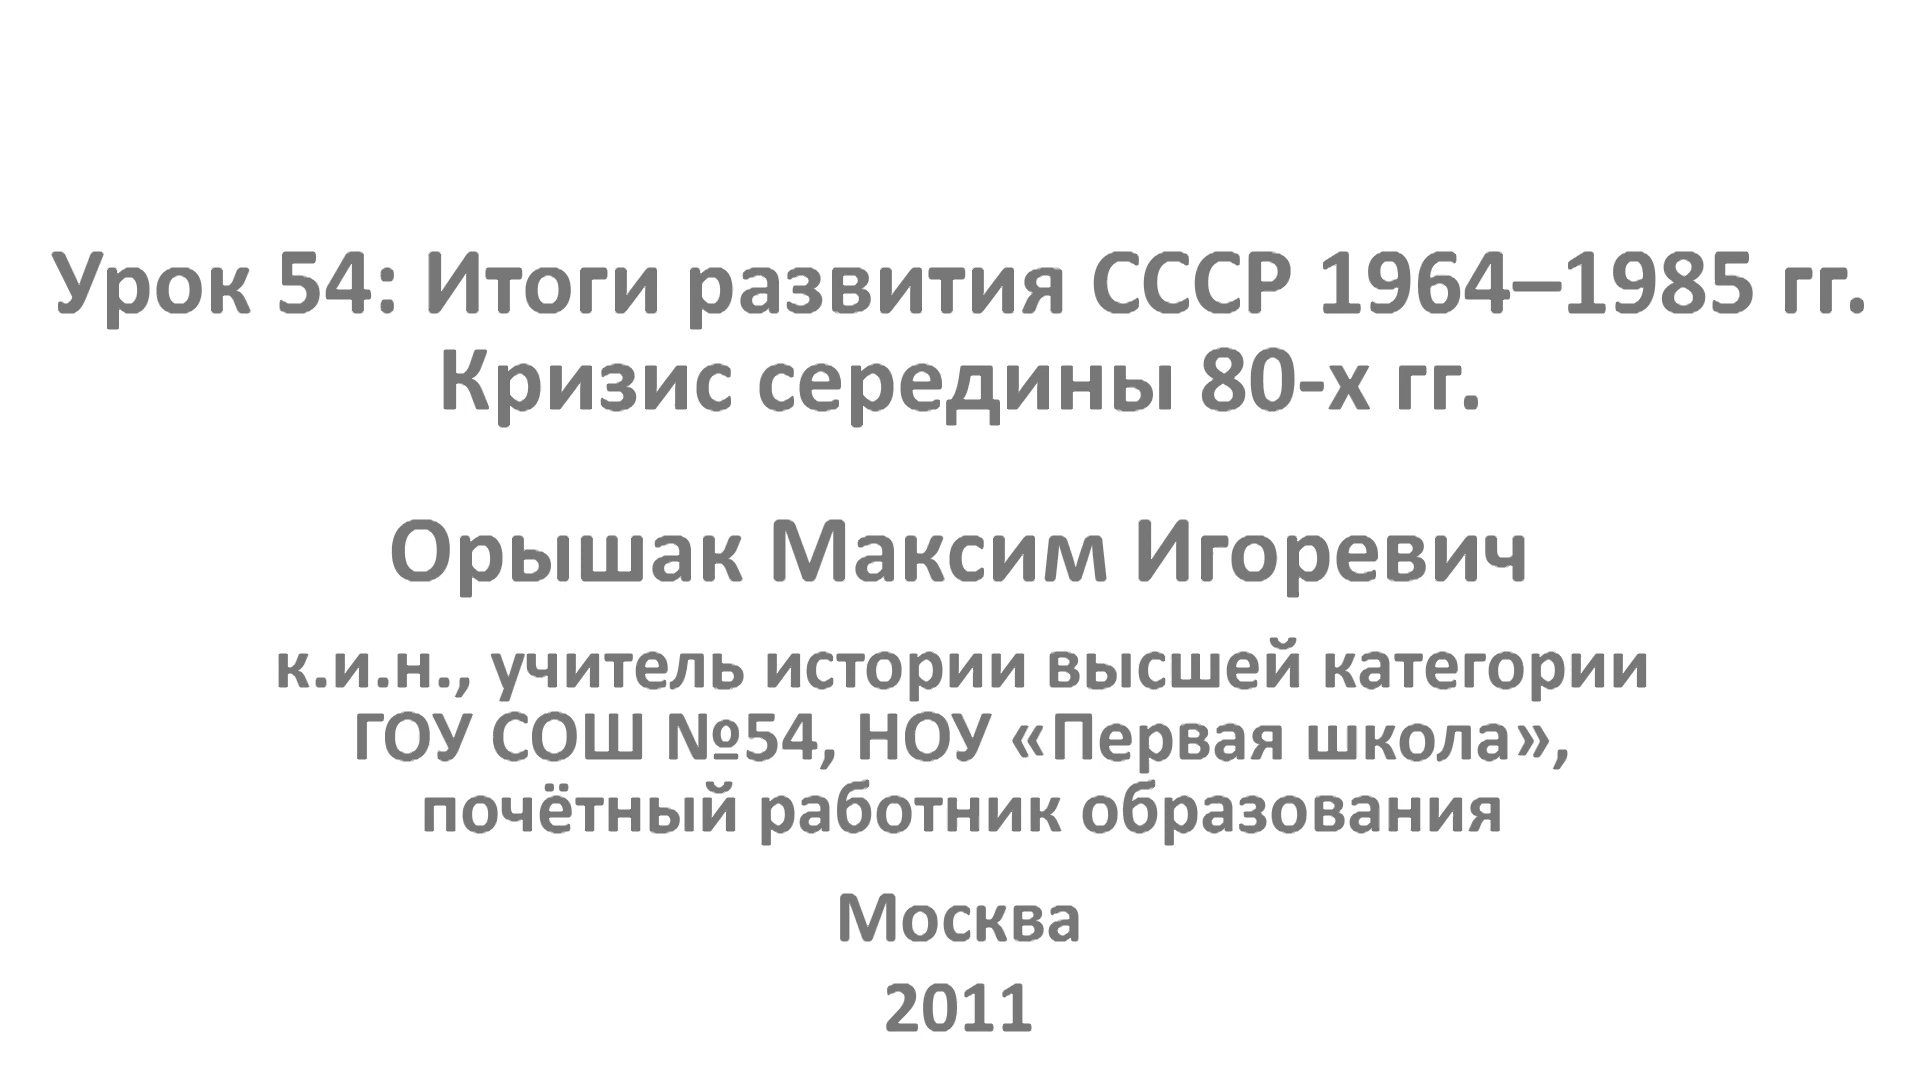 Урок 54: Итоги развития СССР 1964–1985 гг.
Кризис середины 80-х гг.
Орышак Максим Игоревич
к.и.н., учитель истории высшей категории
ГОУ СОШ №54, НОУ «Первая школа»,
почётный работник образования
Москва
2011